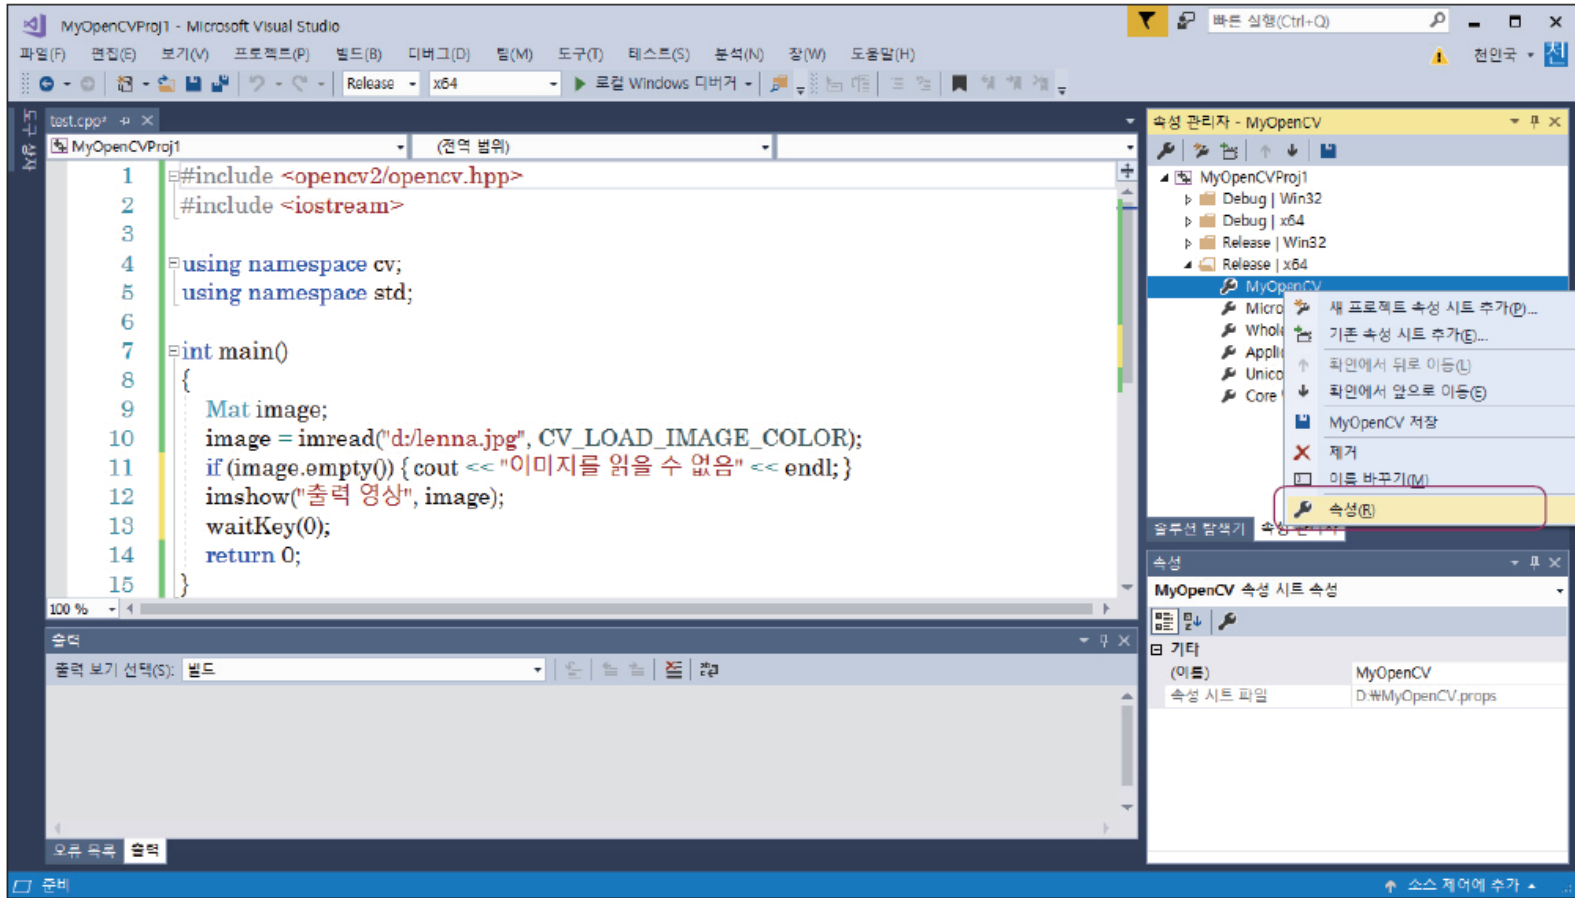 MyOpenCVProj1 - Microsoft Visual Studio
빠른 실행(Ctrl+Q)
파일(F) 편집(E) 보기(V) 프로젝트(P) 빌드(B) 디버그(D) 팀(M) 도구(T) 테스트(S) 분석(N) 창(W) 도움말(H)
천인국 천
Release x64 로컬 Windows 디버거
도구 상자
test.cpp*
MyOpenCVProj1 (전역 범위)
1 #include <opencv2/opencv.hpp>
2 #include <iostream>
3
4 using namespace cv;
5 using namespace std;
6
7 int main()
8 {
9 Mat image;
10 image = imread("d:/lenna.jpg", CV_LOAD_IMAGE_COLOR);
11 if (image.empty()) { cout << "이미지를 읽을 수 없음" << endl; }
12 imshow("출력 영상", image);
13 waitKey(0);
14 return 0;
15 }
100 %
출력
출력 보기 선택(S): 빌드
오류 목록 출력
속성 관리자 - MyOpenCV
MyOpenCVProj1
Debug | Win32
Debug | x64
Release | Win32
Release | x64
MyOpenCV
Micro
Whole
Appli
Unico
Core
새 프로젝트 속성 시트 추가(P)...
기존 속성 시트 추가(E)...
확인에서 뒤로 이동(L)
확인에서 앞으로 이동(E)
MyOpenCV 저장
제거
이름 바꾸기(M)
속성(R)
솔루션 탐색기 속성 관리자
속성
MyOpenCV 속성 시트 속성
기타
(이름) MyOpenCV
속성 시트 파일 D:₩MyOpenCV.props
준비
소스 제어에 추가